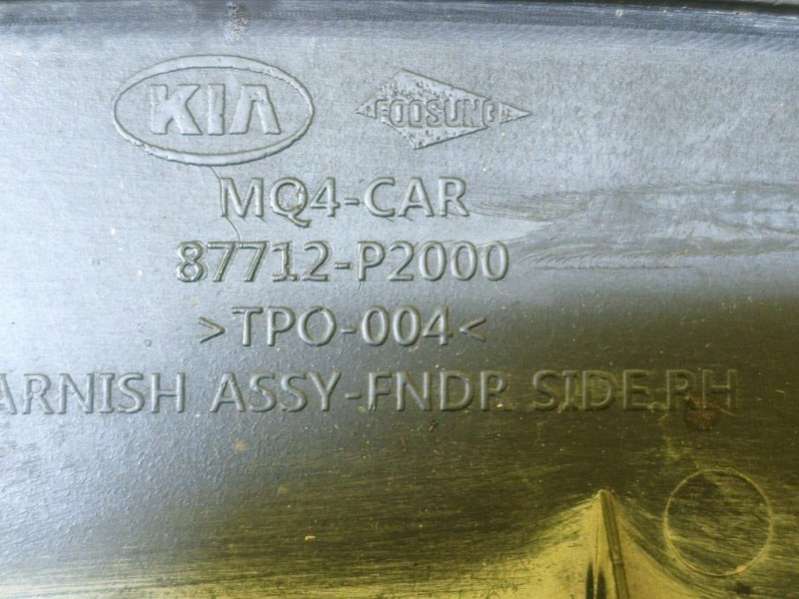 KIA FOOSUNG
MQ4-CAR
87712-P2000
>TPO-004<
ARNISH ASSY-FNDR SIDE,RH